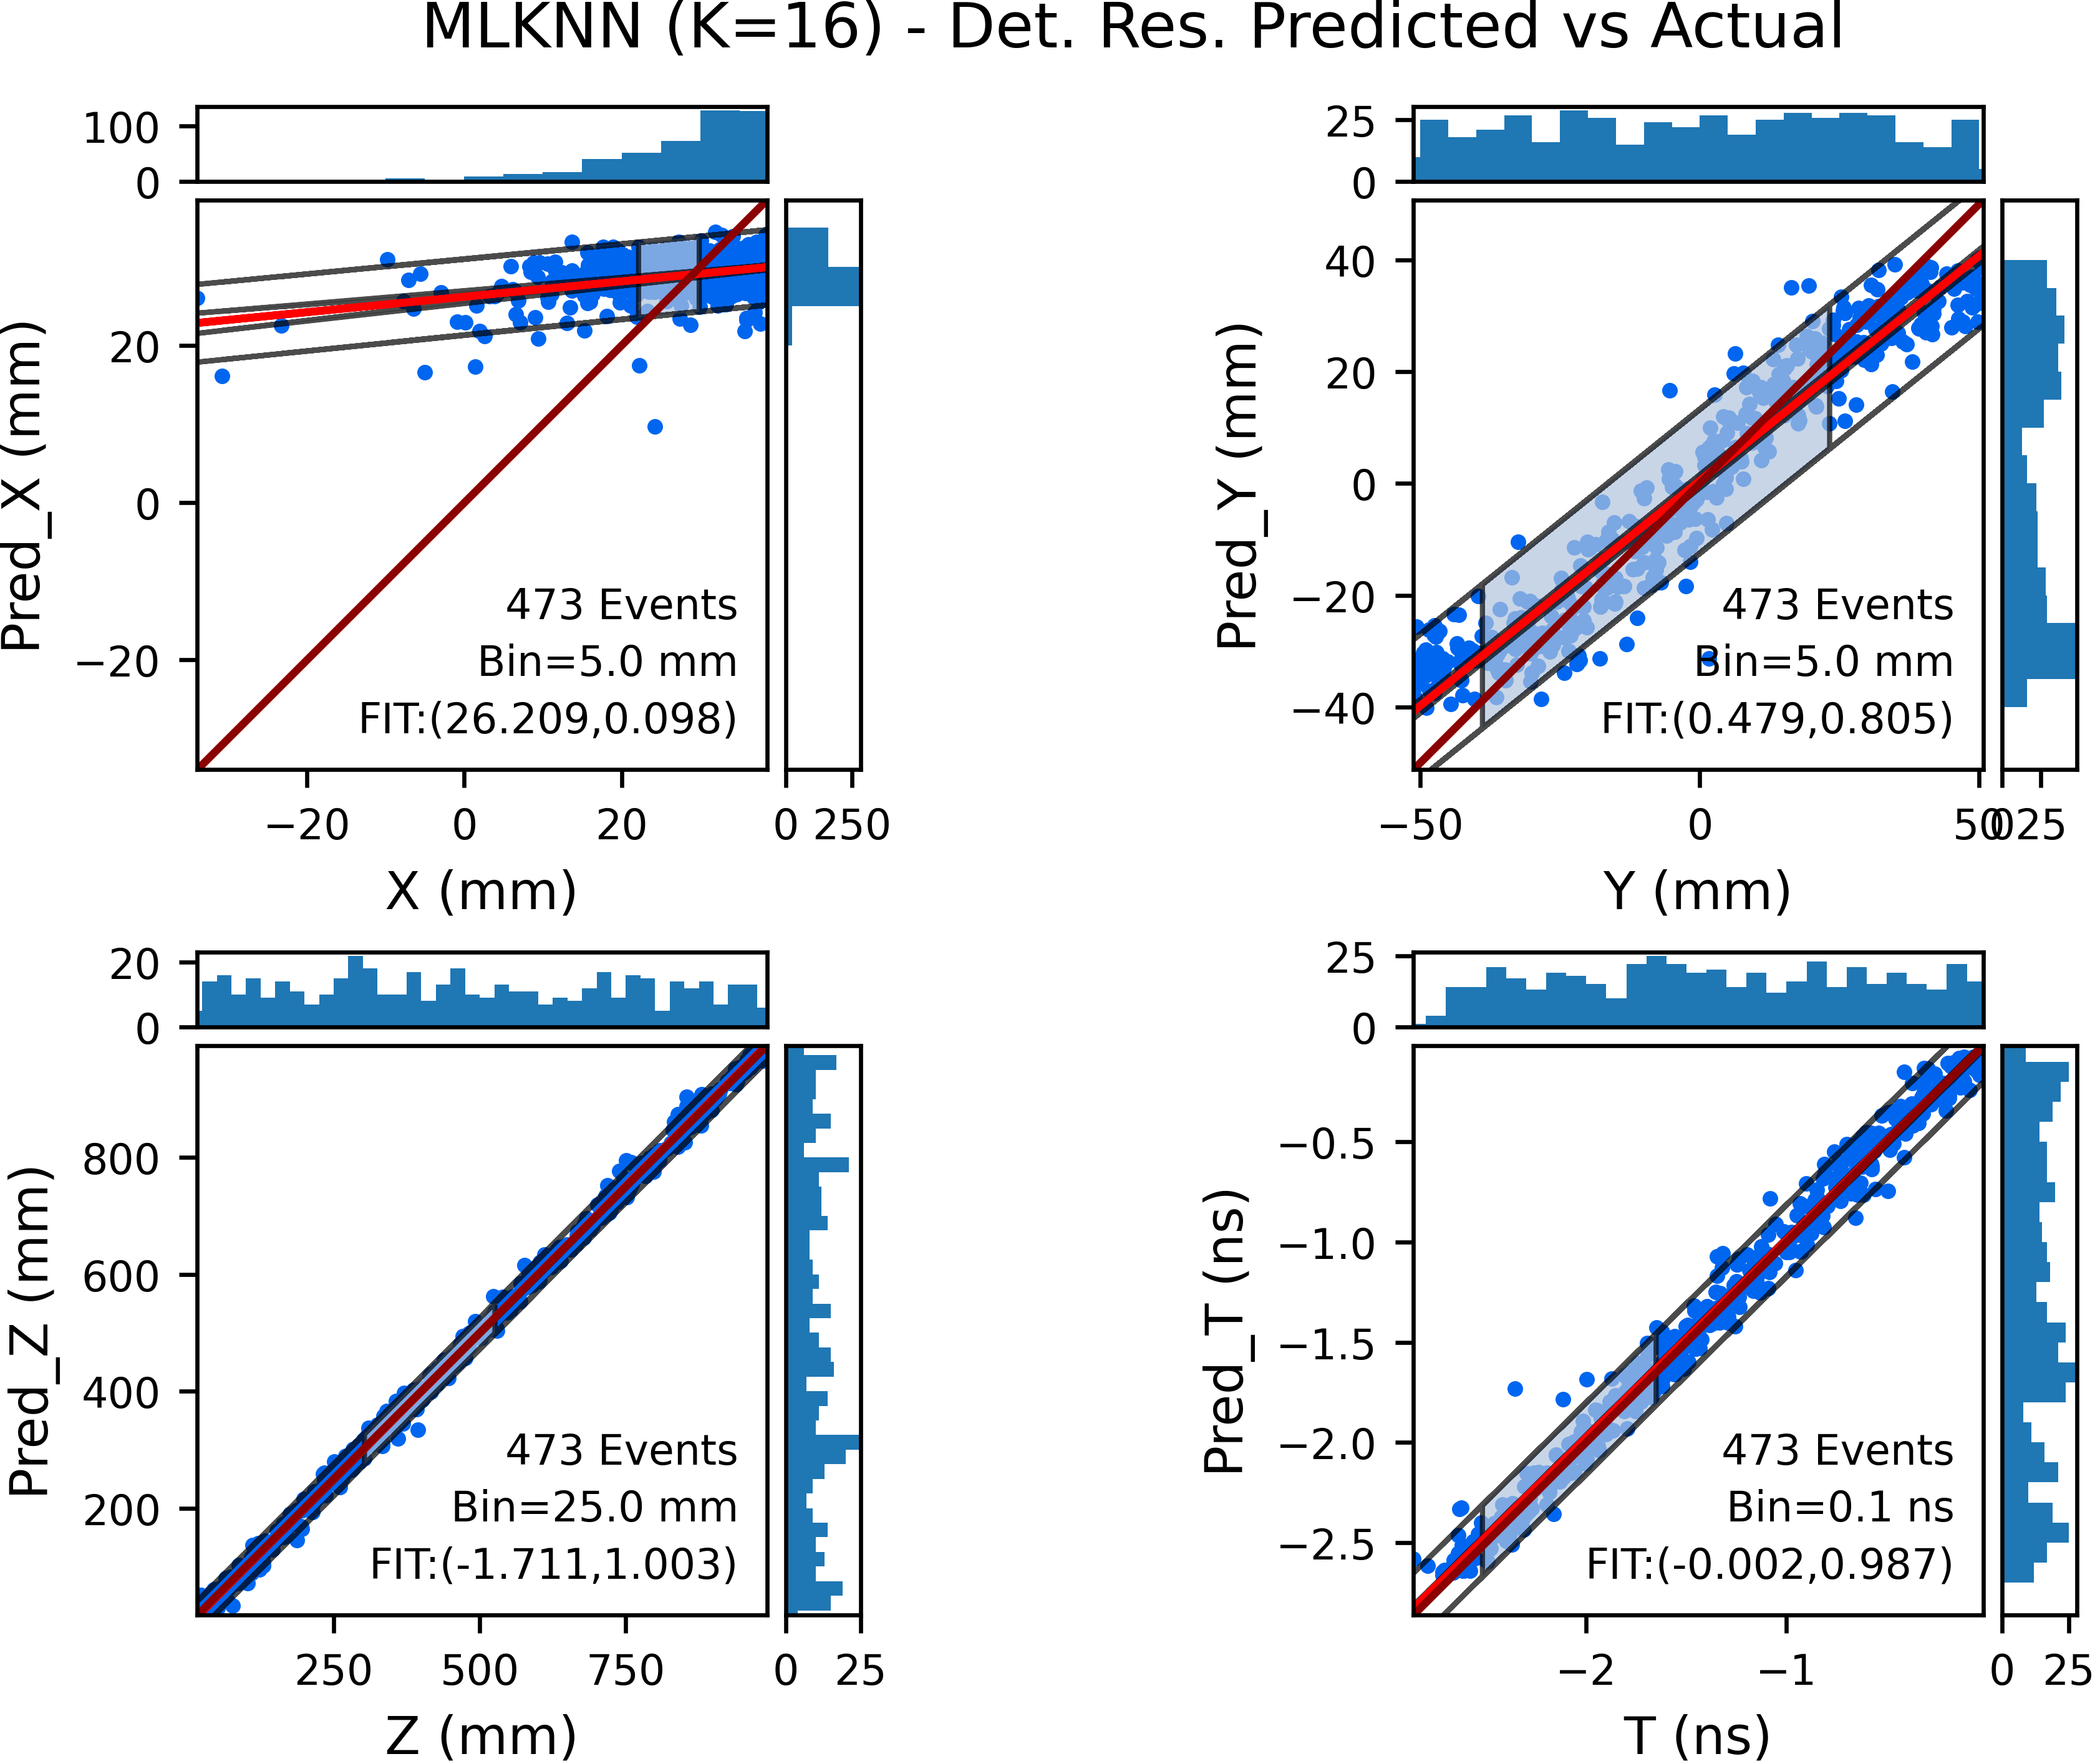 MLKNN (K=16) - Det. Res. Predicted vs Actual
100
0
Pred_X (mm)
20
0
−20
473 Events
Bin=5.0 mm
FIT:(26.209,0.098)
−20 0 20
0 250
X (mm)
25
0
Pred_Y (mm)
40
20
0
−20
−40
473 Events
Bin=5.0 mm
FIT:(0.479,0.805)
−50 0 50
0 25
Y (mm)
20
0
Pred_Z (mm)
800
600
400
200
473 Events
Bin=25.0 mm
FIT:(-1.711,1.003)
250 500 750
0 25
Z (mm)
25
0
Pred_T (ns)
−0.5
−1.0
−1.5
−2.0
−2.5
473 Events
Bin=0.1 ns
FIT:(-0.002,0.987)
−2 −1
0 25
T (ns)